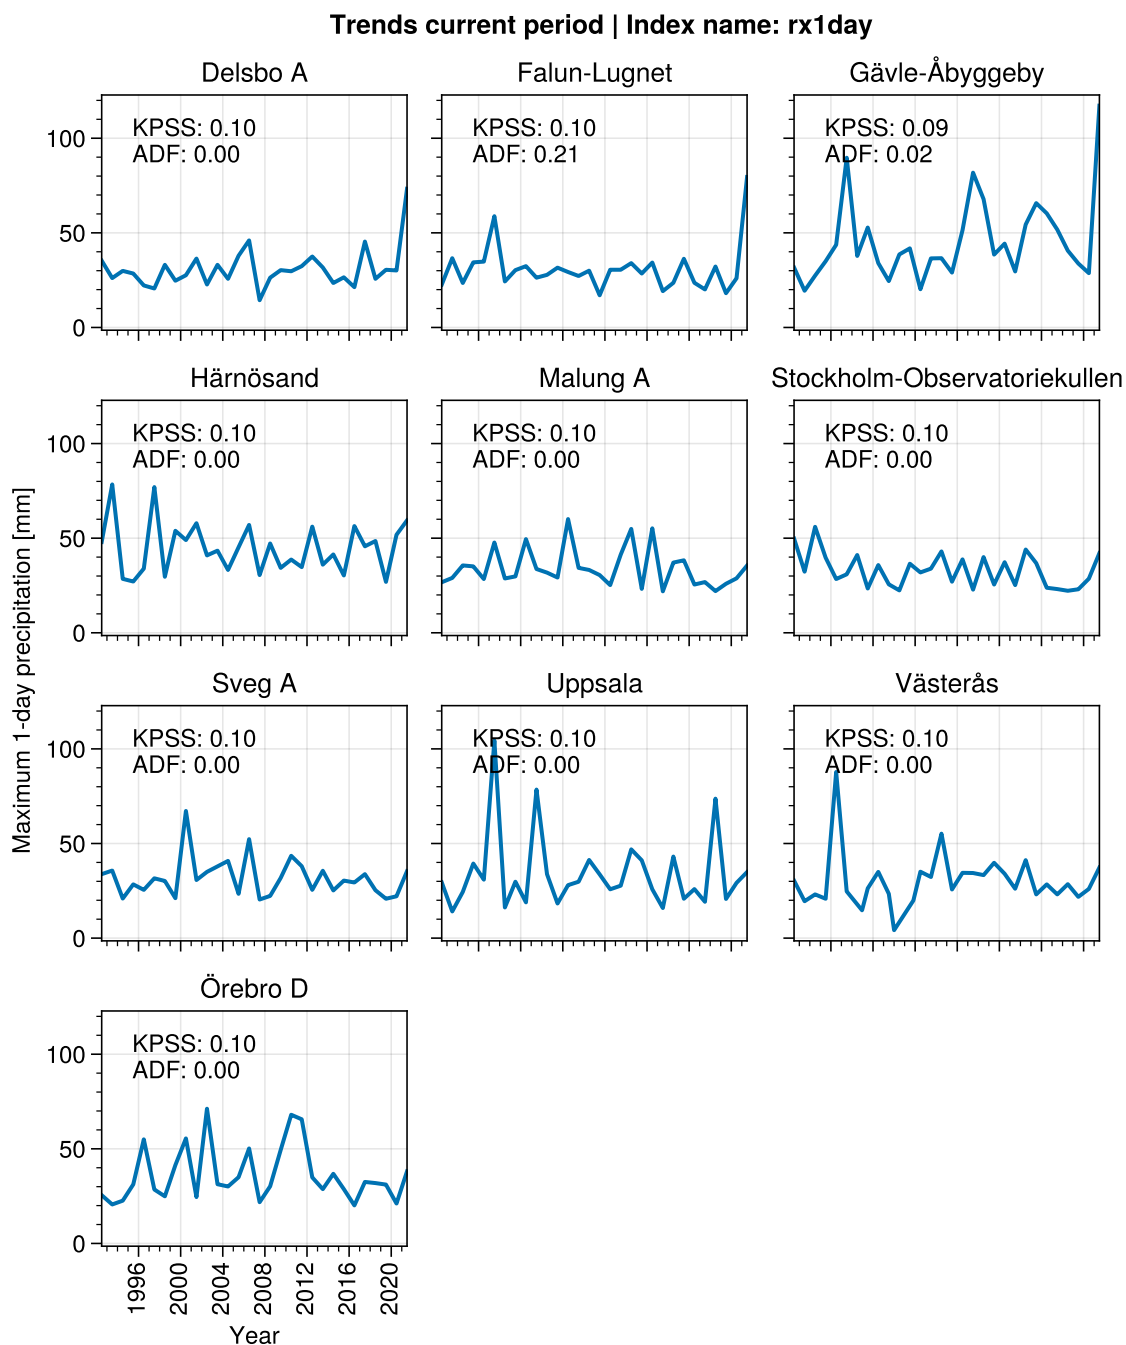 Trends current period | Index name: rx1day
Delsbo A
KPSS: 0.10
ADF: 0.00
100
50
0
Falun-Lugnet
KPSS: 0.10
ADF: 0.21
Gävle-Åbyggeby
KPSS: 0.09
ADF: 0.02
Härnösand
KPSS: 0.10
ADF: 0.00
100
50
0
Malung A
KPSS: 0.10
ADF: 0.00
Stockholm-Observatoriekullen
KPSS: 0.10
ADF: 0.00
Maximum 1-day precipitation [mm]
Sveg A
KPSS: 0.10
ADF: 0.00
100
50
0
Uppsala
KPSS: 0.10
ADF: 0.00
Västerås
KPSS: 0.10
ADF: 0.00
Örebro D
KPSS: 0.10
ADF: 0.00
100
50
0
1996 2000 2004 2008 2012 2016 2020
Year